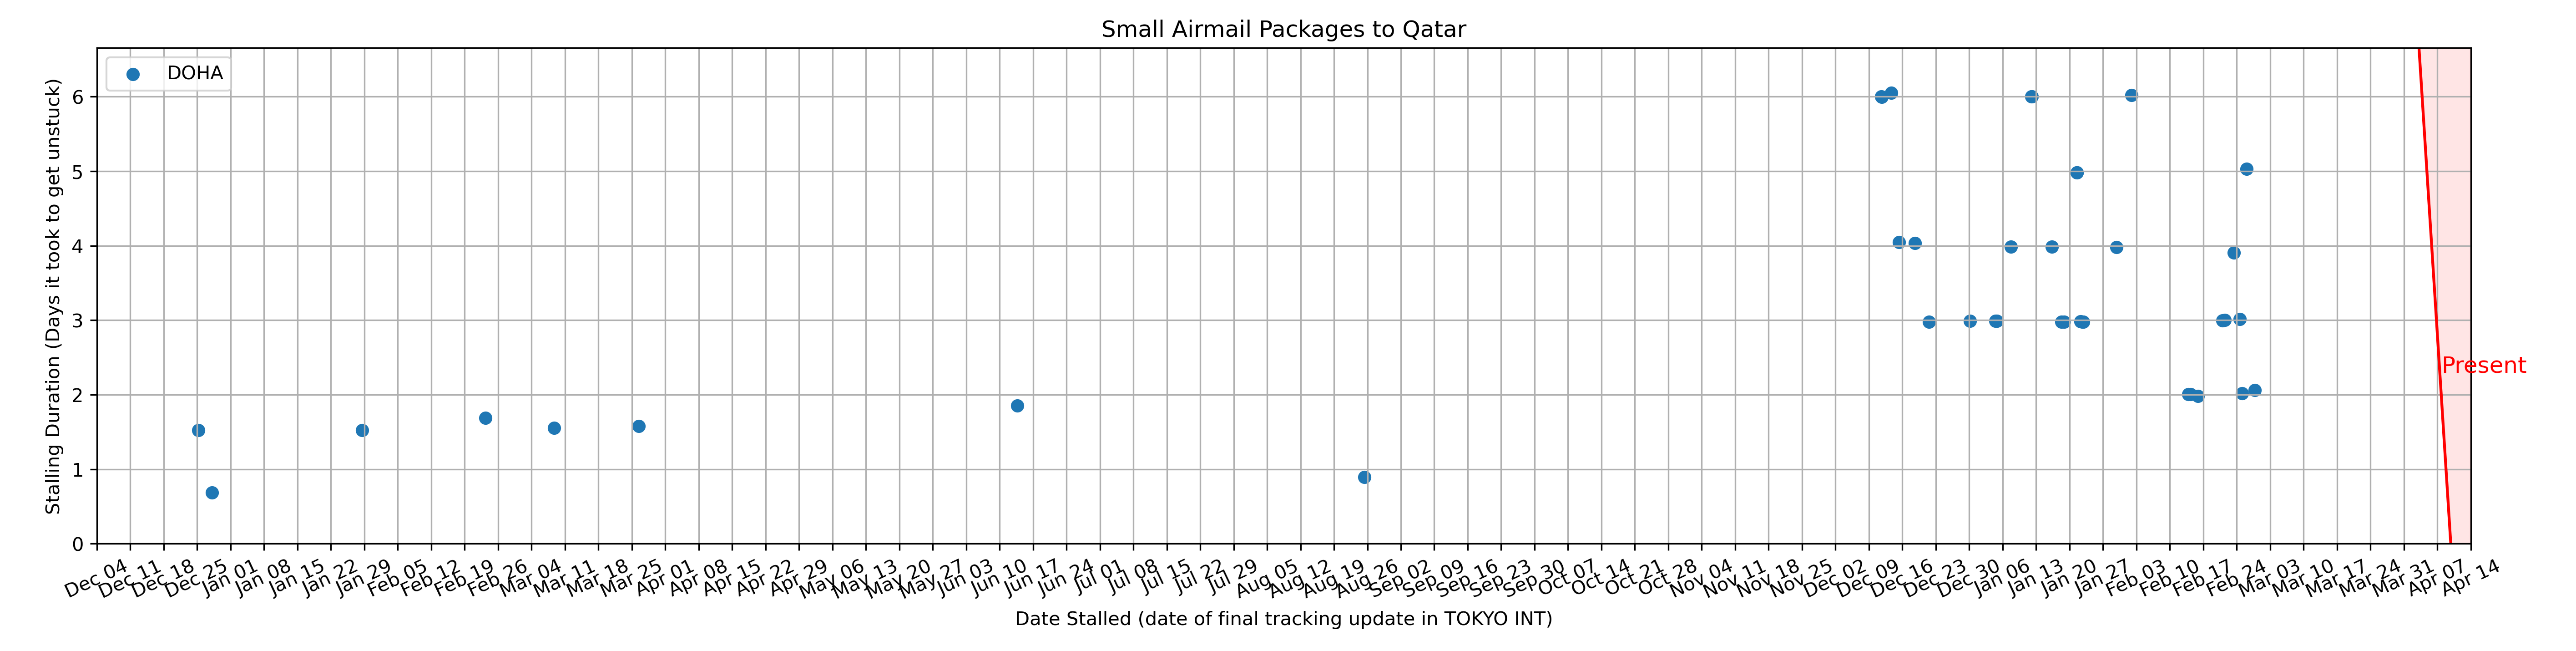 Small Airmail Packages to Qatar
DOHA
Stalling Duration (Days it took to get unstuck)
6
5
4
3
2
1
0
Present
Dec 04 Dec 11 Dec 18 Dec 25 Jan 01 Jan 08 Jan 15 Jan 22 Jan 29 Feb 05 Feb 12 Feb 19 Feb 26 Mar 04 Mar 11 Mar 18 Mar 25 Apr 01 Apr 08 Apr 15 Apr 22 Apr 29 May 06 May 13 May 20 May 27 Jun 03 Jun 10 Jun 17 Jun 24 Jul 01 Jul 08 Jul 15 Jul 22 Jul 29 Aug 05 Aug 12 Aug 19 Aug 26 Sep 02 Sep 09 Sep 16 Sep 23 Sep 30 Oct 07 Oct 14 Oct 21 Oct 28 Nov 04 Nov 11 Nov 18 Nov 25 Dec 02 Dec 09 Dec 16 Dec 23 Dec 30 Jan 06 Jan 13 Jan 20 Jan 27 Feb 03 Feb 10 Feb 17 Feb 24 Mar 03 Mar 10 Mar 17 Mar 24 Mar 31 Apr 07 Apr 14
Date Stalled (date of final tracking update in TOKYO INT)